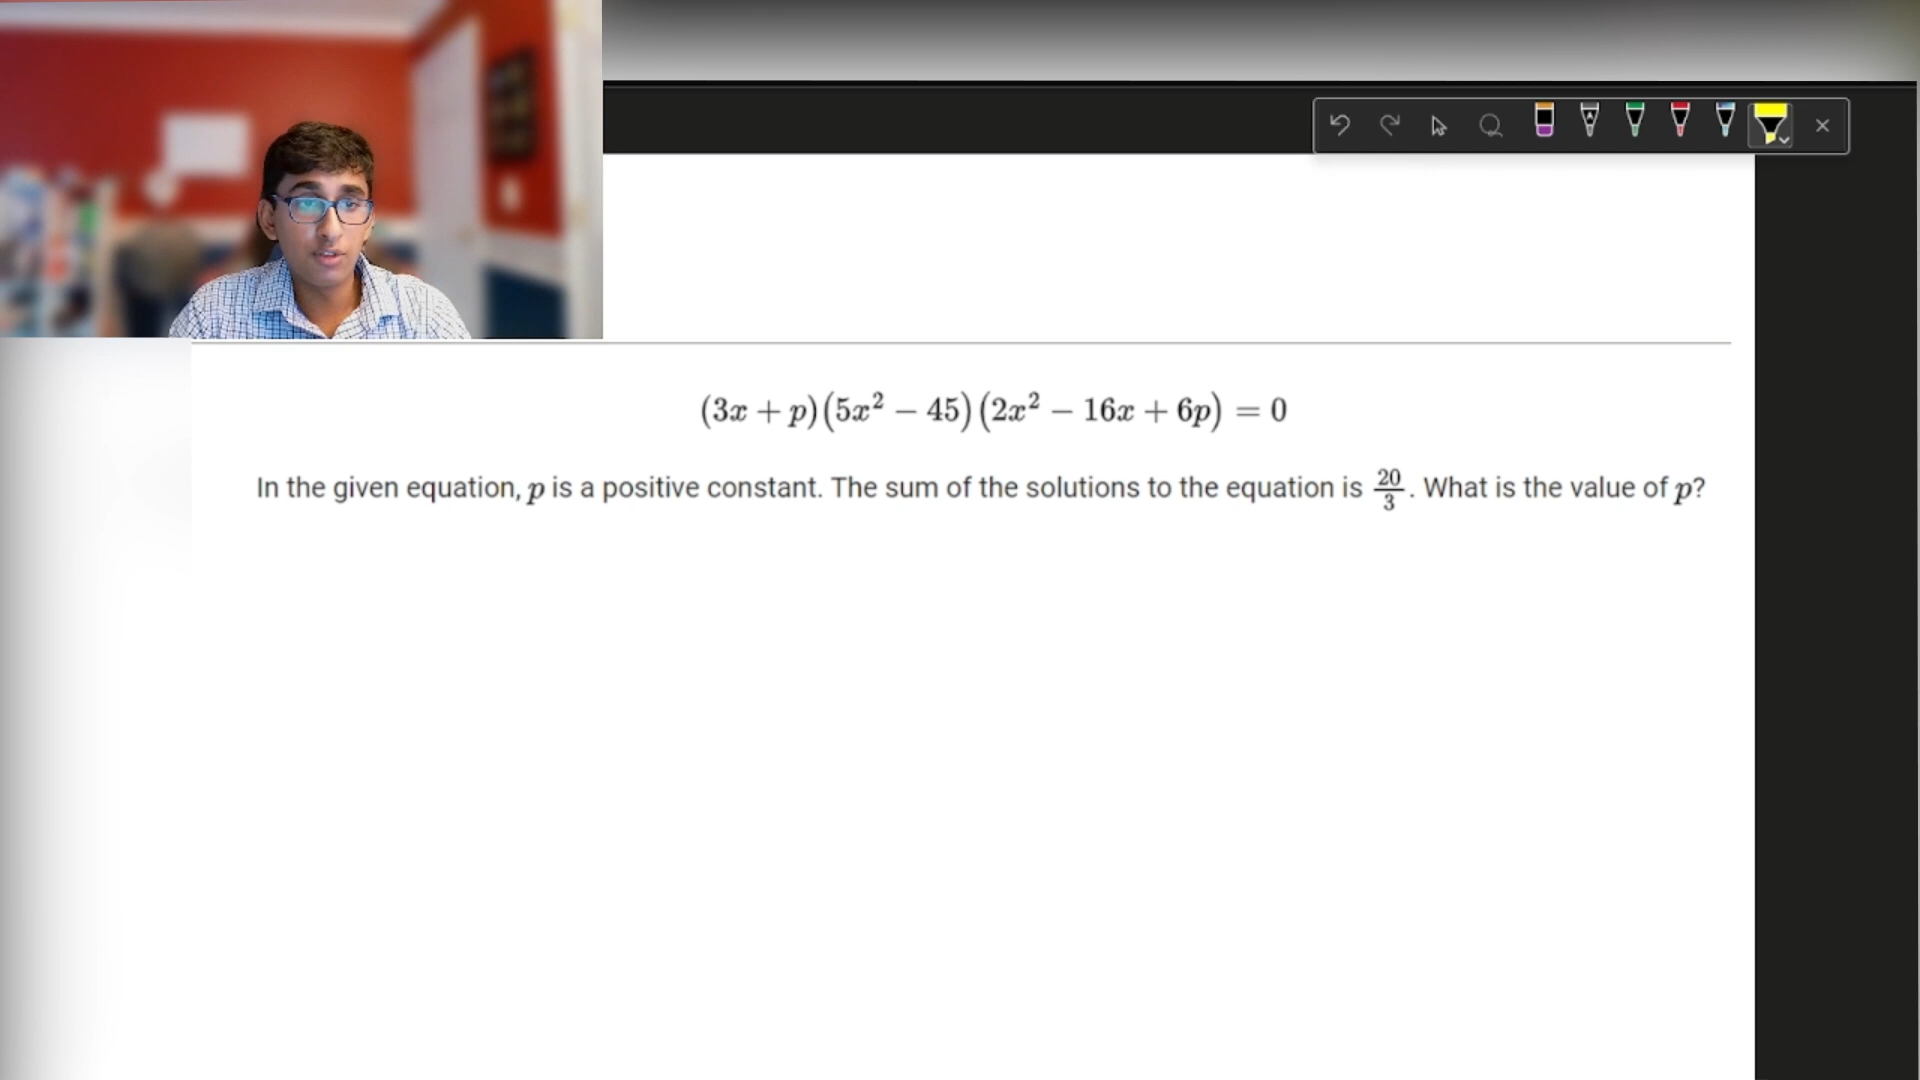 (3x + p)(5x² − 45)(2x² − 16x + 6p) = 0
In the given equation, p is a positive constant. The sum of the solutions to the equation is 20/3. What is the value of p?